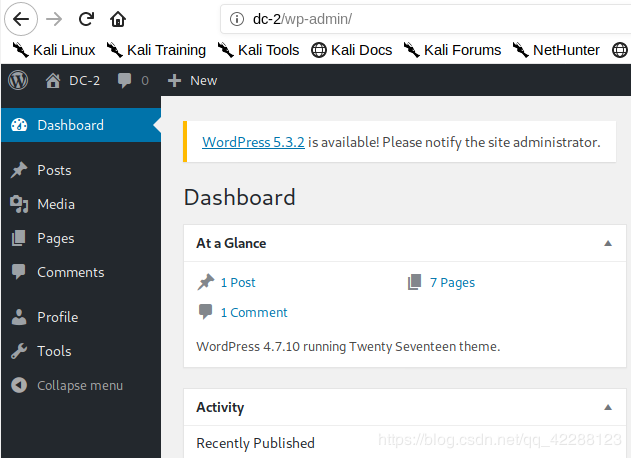 dc-2/wp-admin/
Kali Linux Kali Training Kali Tools Kali Docs Kali Forums NetHunter
DC-2 0 New
Dashboard
Posts
Media
Pages
Comments
Profile
Tools
Collapse menu
WordPress 5.3.2 is available! Please notify the site administrator.
Dashboard
At a Glance
1 Post 7 Pages
1 Comment
WordPress 4.7.10 running Twenty Seventeen theme.
Activity
Recently Published
https://blog.csdn.net/qq_42288123